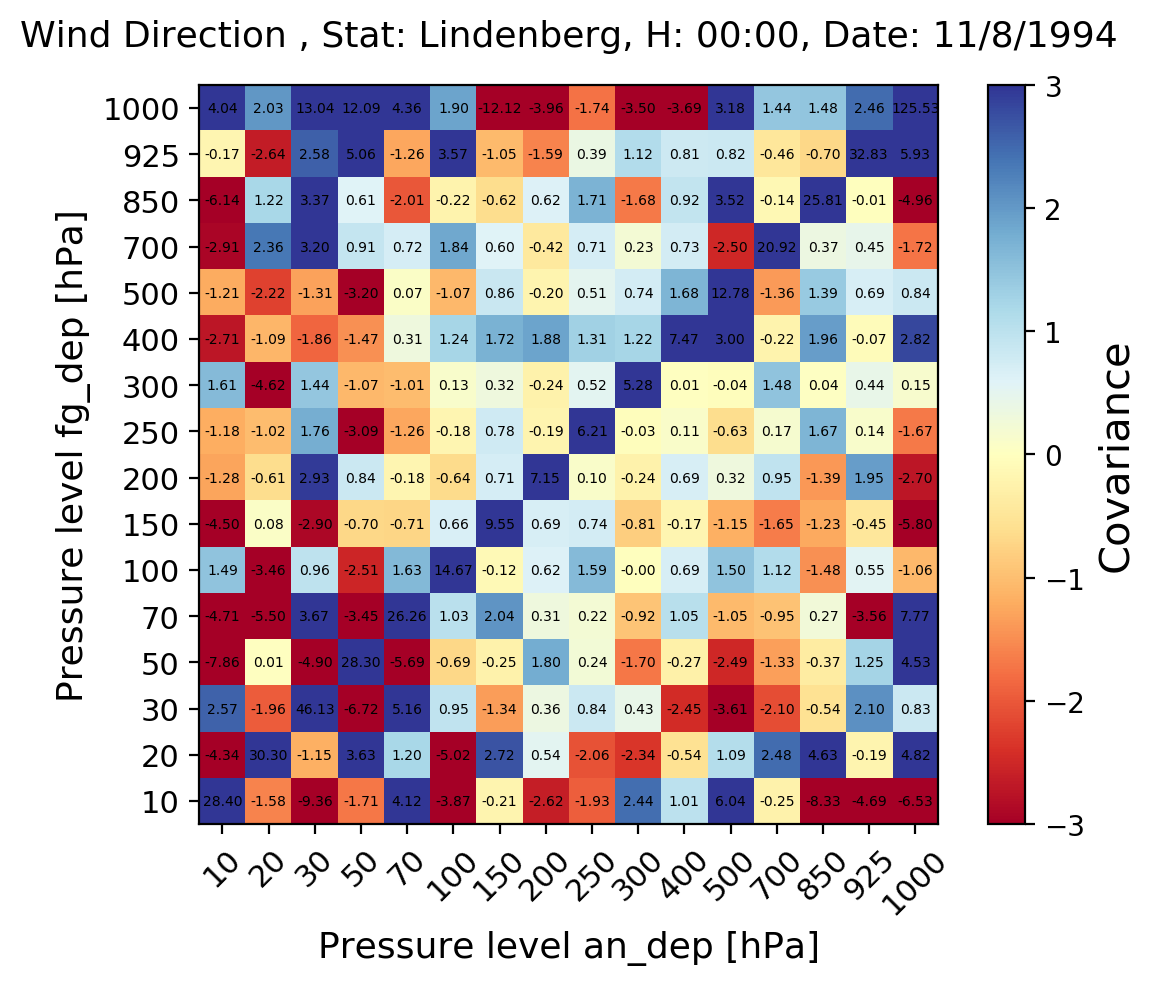 Wind Direction , Stat: Lindenberg, H: 00:00, Date: 11/8/1994
1000 4.04 2.03 13.04 12.09 4.36 1.90 -12.12 -3.96 -1.74 -3.50 -3.69 3.18 1.44 1.48 2.46 125.53
925 -0.17 -2.64 2.58 5.06 -1.26 3.57 -1.05 -1.59 0.39 1.12 0.81 0.82 -0.46 -0.70 32.83 5.93
850 -6.14 1.22 3.37 0.61 -2.01 -0.22 -0.62 0.62 1.71 -1.68 0.92 3.52 -0.14 25.81 -0.01 -4.96
700 -2.91 2.36 3.20 0.91 0.72 1.84 0.60 -0.42 0.71 0.23 0.73 -2.50 20.92 0.37 0.45 -1.72
500 -1.21 -2.22 -1.31 -3.20 0.07 -1.07 0.86 -0.20 0.51 0.74 1.68 12.78 -1.36 1.39 0.69 0.84
400 -2.71 -1.09 -1.86 -1.47 0.31 1.24 1.72 1.88 1.31 1.22 7.47 3.00 -0.22 1.96 -0.07 2.82
300 1.61 -4.62 1.44 -1.07 -1.01 0.13 0.32 -0.24 0.52 5.28 0.01 -0.04 1.48 0.04 0.44 0.15
250 -1.18 -1.02 1.76 -3.09 -1.26 -0.18 0.78 -0.19 6.21 -0.03 0.11 -0.63 0.17 1.67 0.14 -1.67
200 -1.28 -0.61 2.93 0.84 -0.18 -0.64 0.71 7.15 0.10 -0.24 0.69 0.32 0.95 -1.39 1.95 -2.70
150 -4.50 0.08 -2.90 -0.70 -0.71 0.66 9.55 0.69 0.74 -0.81 -0.17 -1.15 -1.65 -1.23 -0.45 -5.80
100 1.49 -3.46 0.96 -2.51 1.63 14.67 -0.12 0.62 1.59 -0.00 0.69 1.50 1.12 -1.48 0.55 -1.06
70 -4.71 -5.50 3.67 -3.45 26.26 1.03 2.04 0.31 0.22 -0.92 1.05 -1.05 -0.95 0.27 -3.56 7.77
50 -7.86 0.01 -4.90 28.30 -5.69 -0.69 -0.25 1.80 0.24 -1.70 -0.27 -2.49 -1.33 -0.37 1.25 4.53
30 2.57 -1.96 46.13 -6.72 5.16 0.95 -1.34 0.36 0.84 0.43 -2.45 -3.61 -2.10 -0.54 2.10 0.83
20 -4.34 30.30 -1.15 3.63 1.20 -5.02 2.72 0.54 -2.06 -2.34 -0.54 1.09 2.48 4.63 -0.19 4.82
10 28.40 -1.58 -9.36 -1.71 4.12 -3.87 -0.21 -2.62 -1.93 2.44 1.01 6.04 -0.25 -8.33 -4.69 -6.53
10 20 30 50 70 100 150 200 250 300 400 500 700 850 925 1000
Pressure level an_dep [hPa]
Pressure level fg_dep [hPa]
3
2
1
0
−1
−2
−3
Covariance